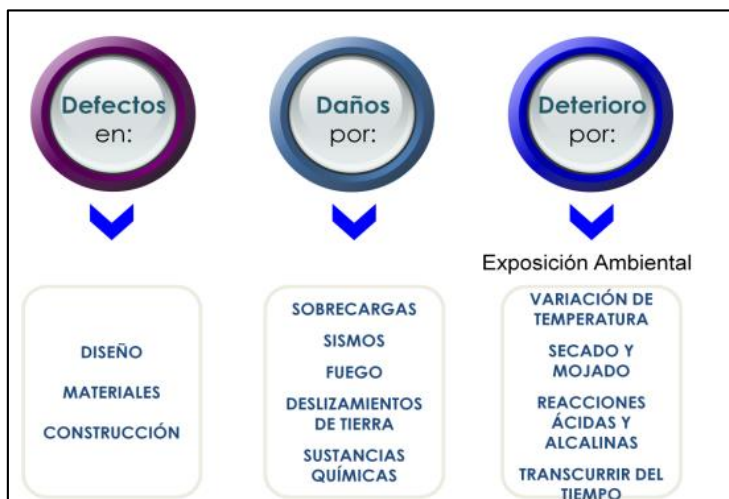 Defectos
en:
DISEÑO
MATERIALES
CONSTRUCCIÓN
Daños
por:
SOBRECARGAS
SISMOS
FUEGO
DESLIZAMIENTOS
DE TIERRA
SUSTANCIAS
QUÍMICAS
Deterioro
por:
Exposición Ambiental
VARIACIÓN DE
TEMPERATURA
SECADO Y
MOJADO
REACCIONES
ÁCIDAS Y
ALCALINAS
TRANSCURRIR DEL
TIEMPO